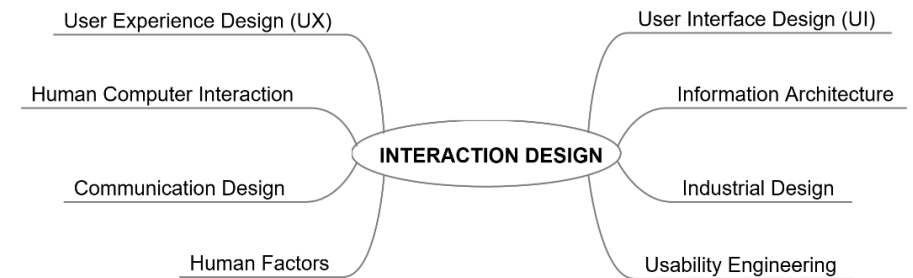 User Experience Design (UX)
User Interface Design (UI)
Human Computer Interaction
Information Architecture
INTERACTION DESIGN
Communication Design
Industrial Design
Human Factors
Usability Engineering